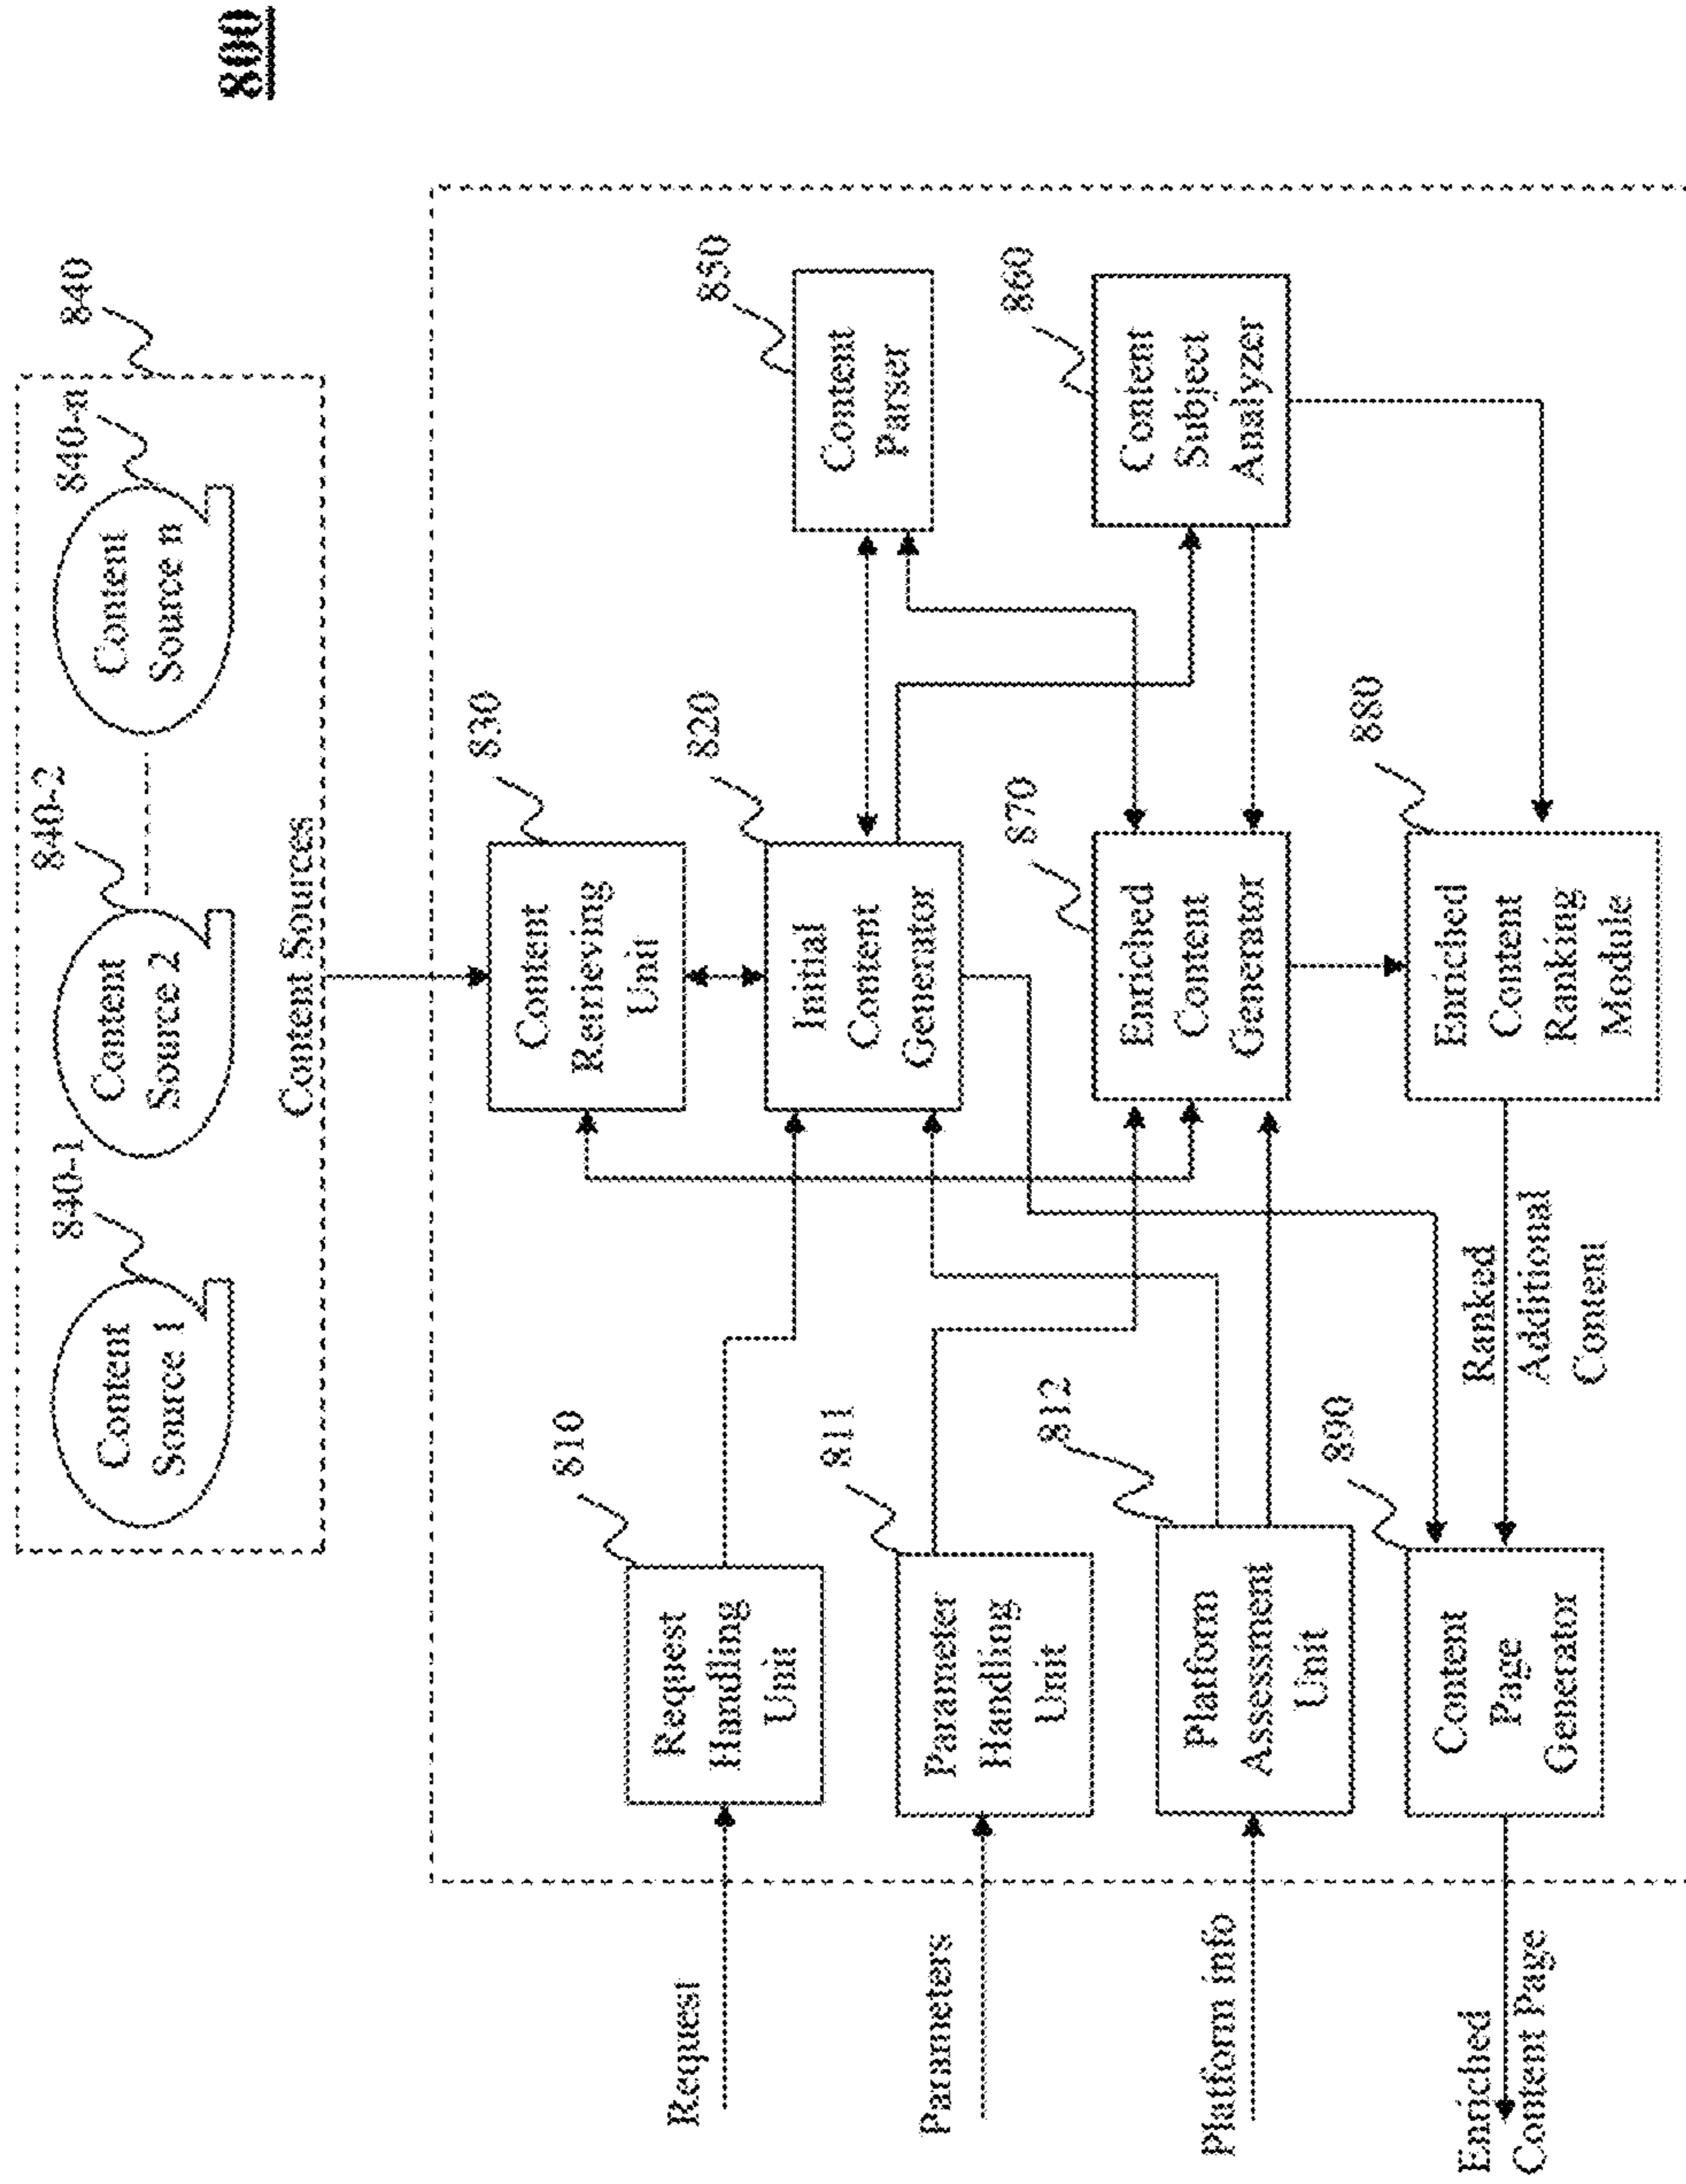 800
840
840-1
840-2
840-n
Content
Source 1
Content
Source 2
Content
Source n
Content Sources
830
Content
Retrieving
Unit
810
Request
Request
Handling
Unit
820
Initial
Content
Generator
850
Content
Parser
811
Parameters
Parameter
Handling
Unit
870
Enriched
Content
Generator
860
Content
Subject
Analyzer
812
Platform info
Platform
Assessment
Unit
880
Enriched
Content
Ranking
Module
890
Content
Page
Generator
Ranked
Additional
Content
Enriched
Content Page